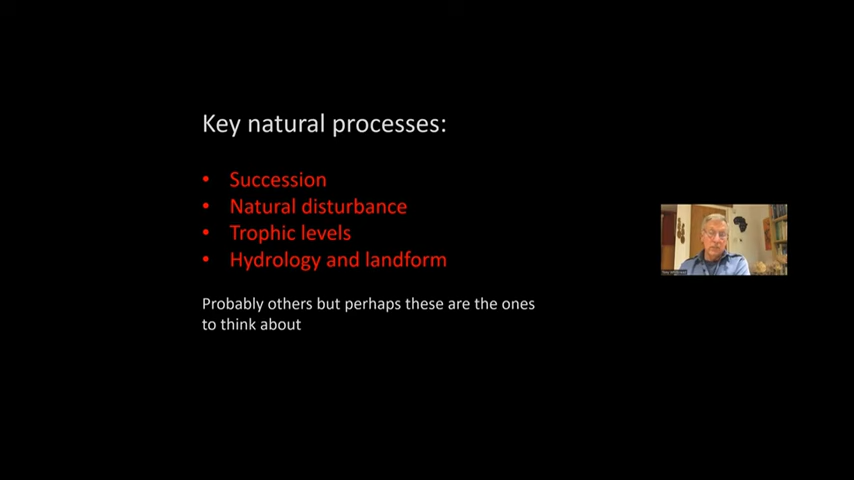 Key natural processes:
• Succession
• Natural disturbance
• Trophic levels
• Hydrology and landform
Probably others but perhaps these are the ones
to think about